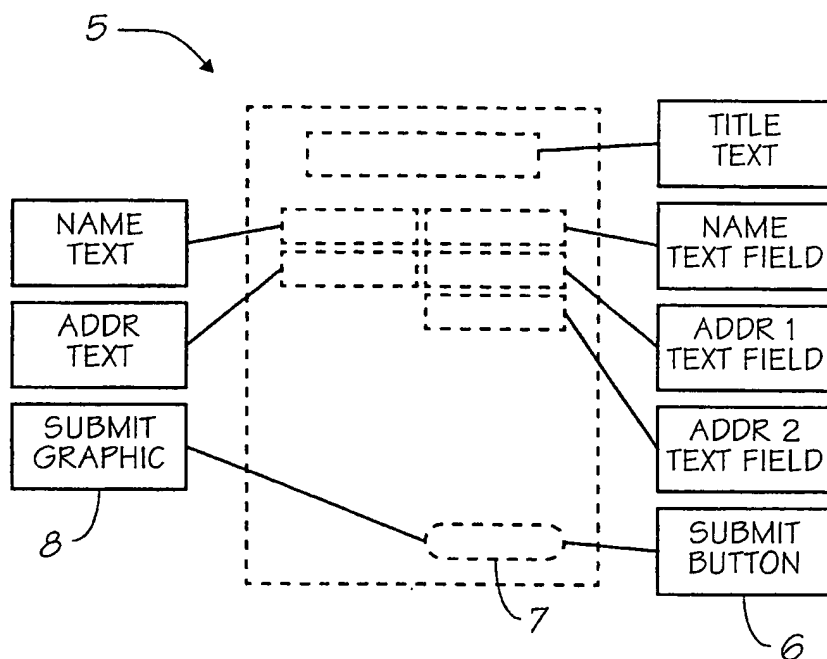 5
TITLE
TEXT
NAME
TEXT
NAME
TEXT FIELD
ADDR
TEXT
ADDR 1
TEXT FIELD
SUBMIT
GRAPHIC
ADDR 2
TEXT FIELD
SUBMIT
BUTTON
8
7
6